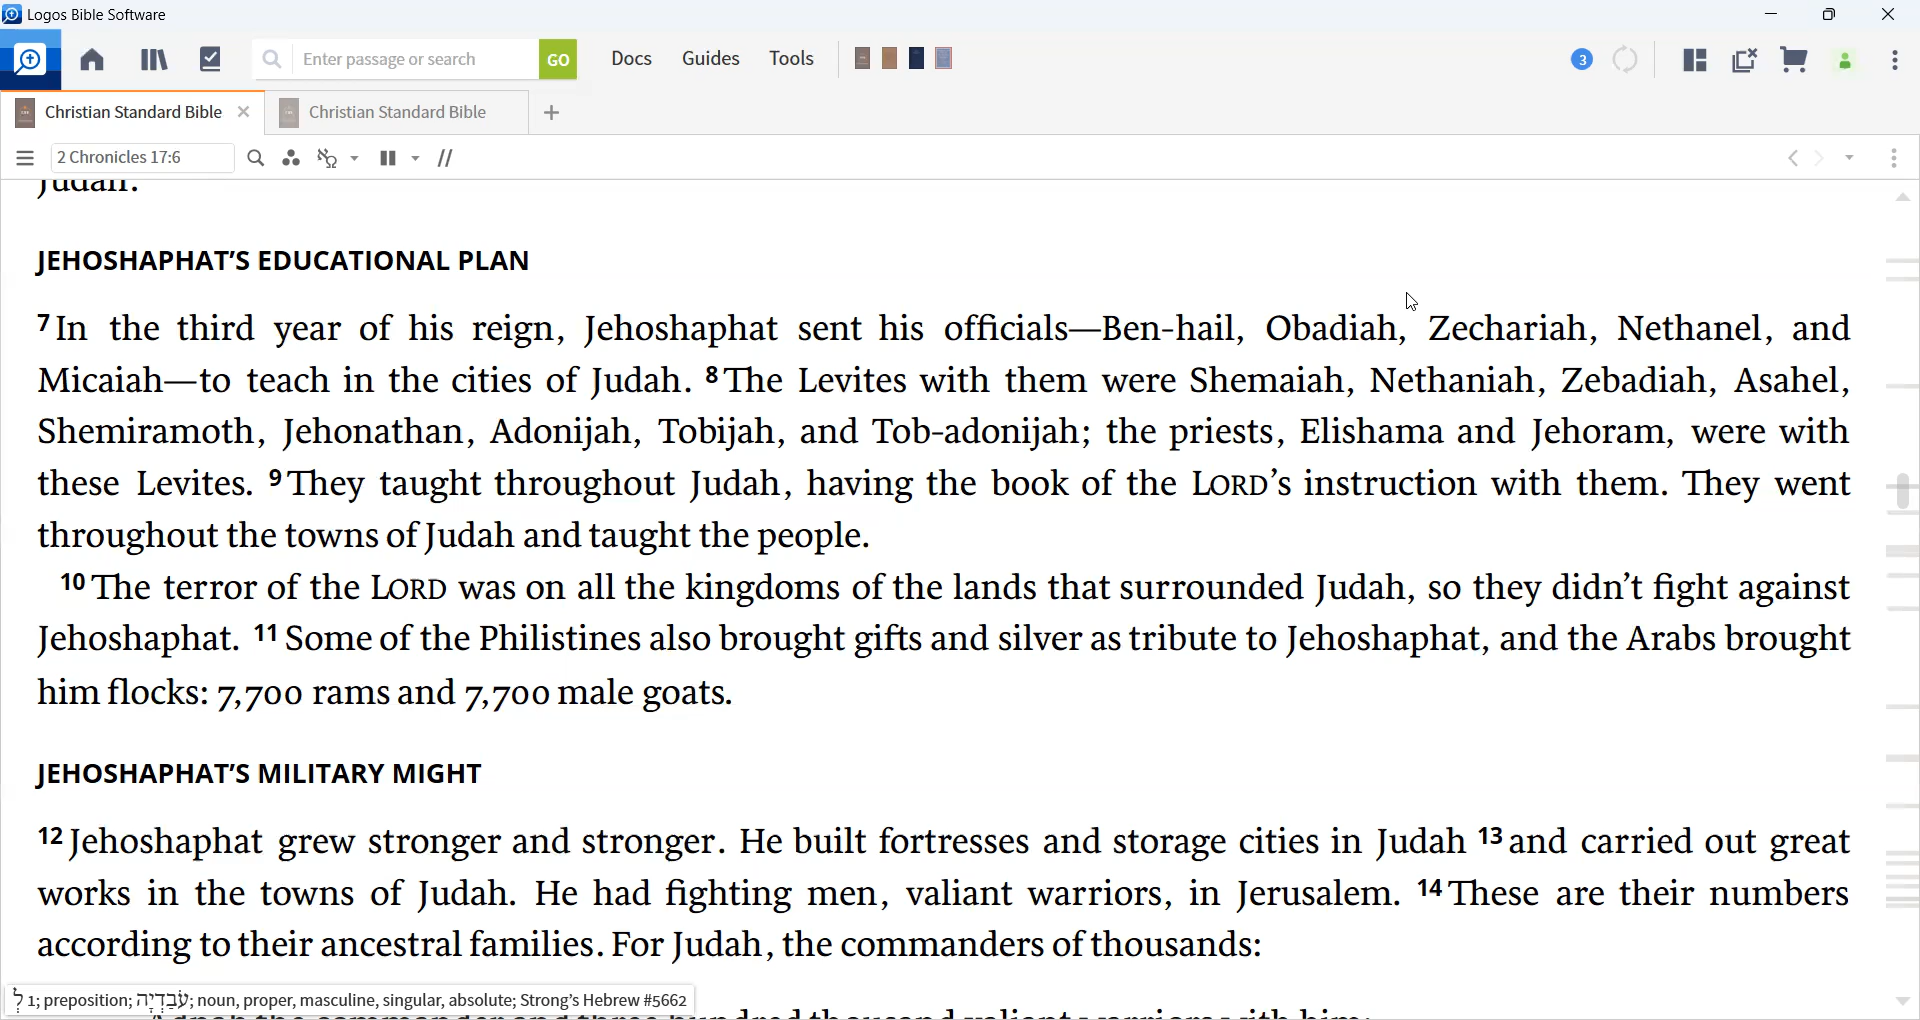 Logos Bible Software
Enter passage or search GO Docs Guides Tools 3
Christian Standard Bible Christian Standard Bible
2 Chronicles 17:6
Judah.
JEHOSHAPHAT’S EDUCATIONAL PLAN
7 In the third year of his reign, Jehoshaphat sent his officials—Ben-hail, Obadiah, Zechariah, Nethanel, and
Micaiah—to teach in the cities of Judah. 8 The Levites with them were Shemaiah, Nethaniah, Zebadiah, Asahel,
Shemiramoth, Jehonathan, Adonijah, Tobijah, and Tob-adonijah; the priests, Elishama and Jehoram, were with
these Levites. 9 They taught throughout Judah, having the book of the LORD’s instruction with them. They went
throughout the towns of Judah and taught the people.
10 The terror of the LORD was on all the kingdoms of the lands that surrounded Judah, so they didn’t fight against
Jehoshaphat. 11 Some of the Philistines also brought gifts and silver as tribute to Jehoshaphat, and the Arabs brought
him flocks: 7,700 rams and 7,700 male goats.
JEHOSHAPHAT’S MILITARY MIGHT
12 Jehoshaphat grew stronger and stronger. He built fortresses and storage cities in Judah 13 and carried out great
works in the towns of Judah. He had fighting men, valiant warriors, in Jerusalem. 14 These are their numbers
according to their ancestral families. For Judah, the commanders of thousands:
לְ 1; preposition; עֹבַדְיָה; noun, proper, masculine, singular, absolute; Strong’s Hebrew #5662